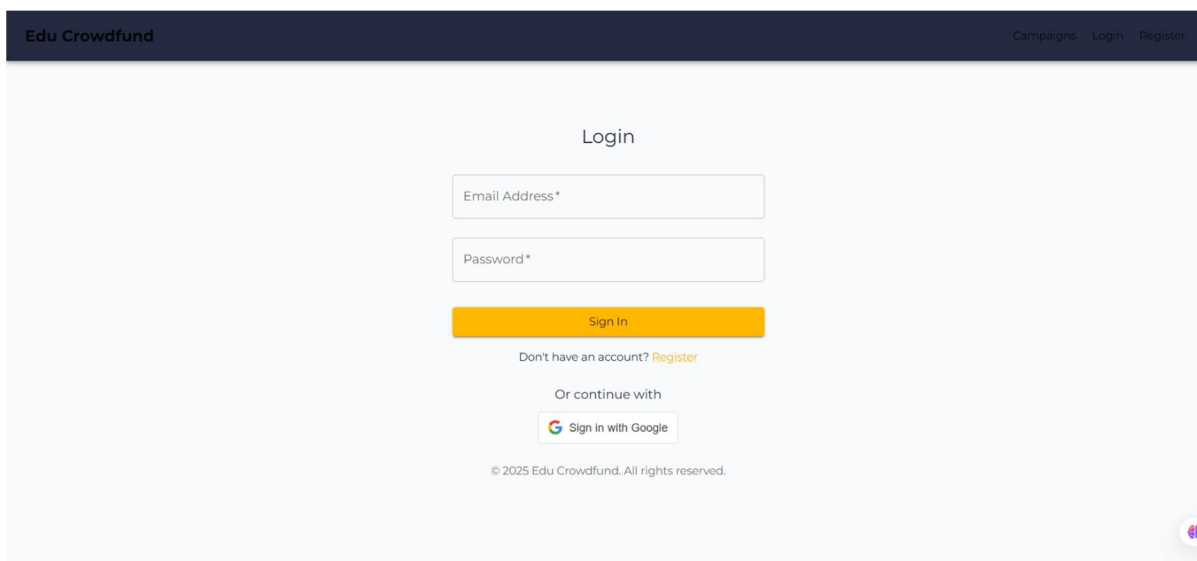 Edu Crowdfund
Campaigns Login Register
Login
Email Address *
Password *
Sign In
Don't have an account? Register
Or continue with
Sign in with Google
© 2025 Edu Crowdfund. All rights reserved.